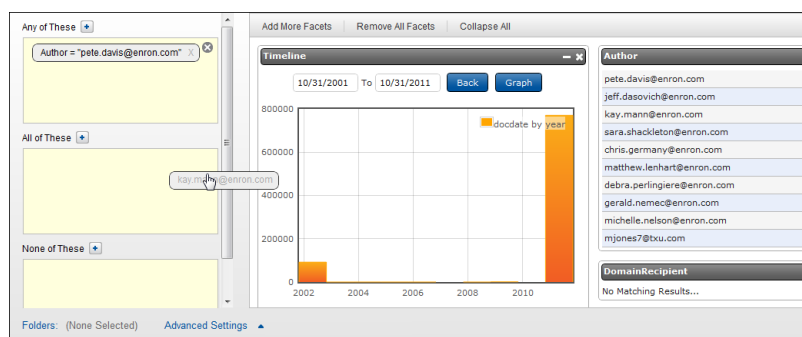 Any of These +
Author = "pete.davis@enron.com" X
All of These +
kay.mann@enron.com
None of These +
Folders: (None Selected) Advanced Settings
Add More Facets Remove All Facets Collapse All
Timeline
10/31/2001 To 10/31/2011 Back Graph
docdate by year
800000
600000
400000
200000
0
2002 2004 2006 2008 2010
Author
pete.davis@enron.com
jeff.dasovich@enron.com
kay.mann@enron.com
sara.shackleton@enron.com
chris.germany@enron.com
matthew.lenhart@enron.com
debra.perlingiere@enron.com
gerald.nemec@enron.com
michelle.nelson@enron.com
mjones7@txu.com
DomainRecipient
No Matching Results...